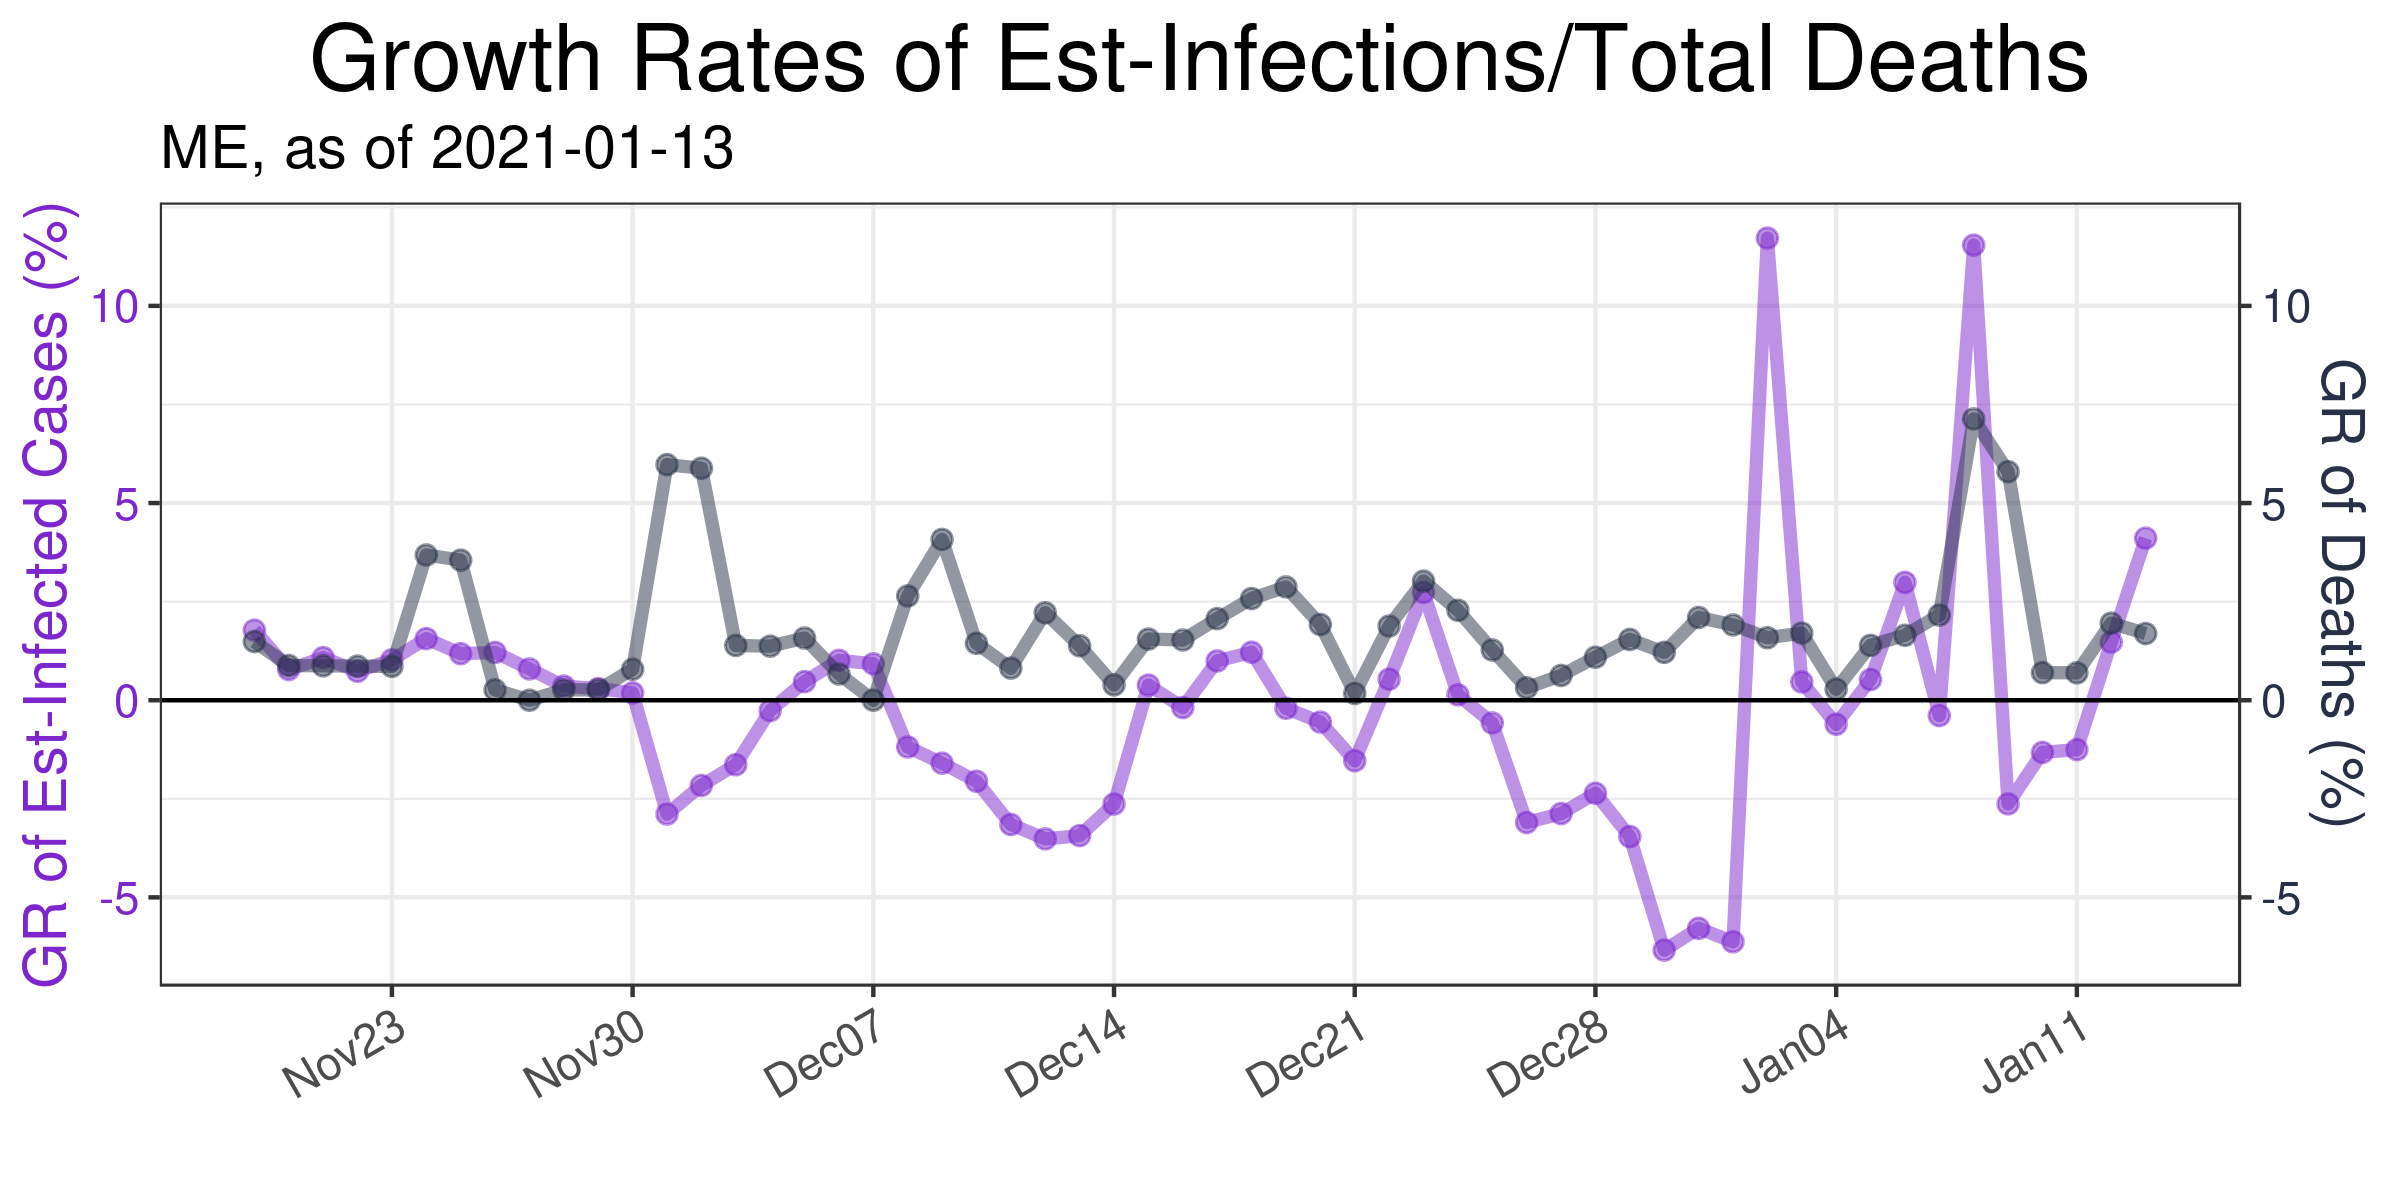 Growth Rates of Est-Infections/Total Deaths
ME, as of 2021-01-13
GR of Est-Infected Cases (%)
10
5
0
-5
10
5
0
-5
GR of Deaths (%)
Nov23
Nov30
Dec07
Dec14
Dec21
Dec28
Jan04
Jan11